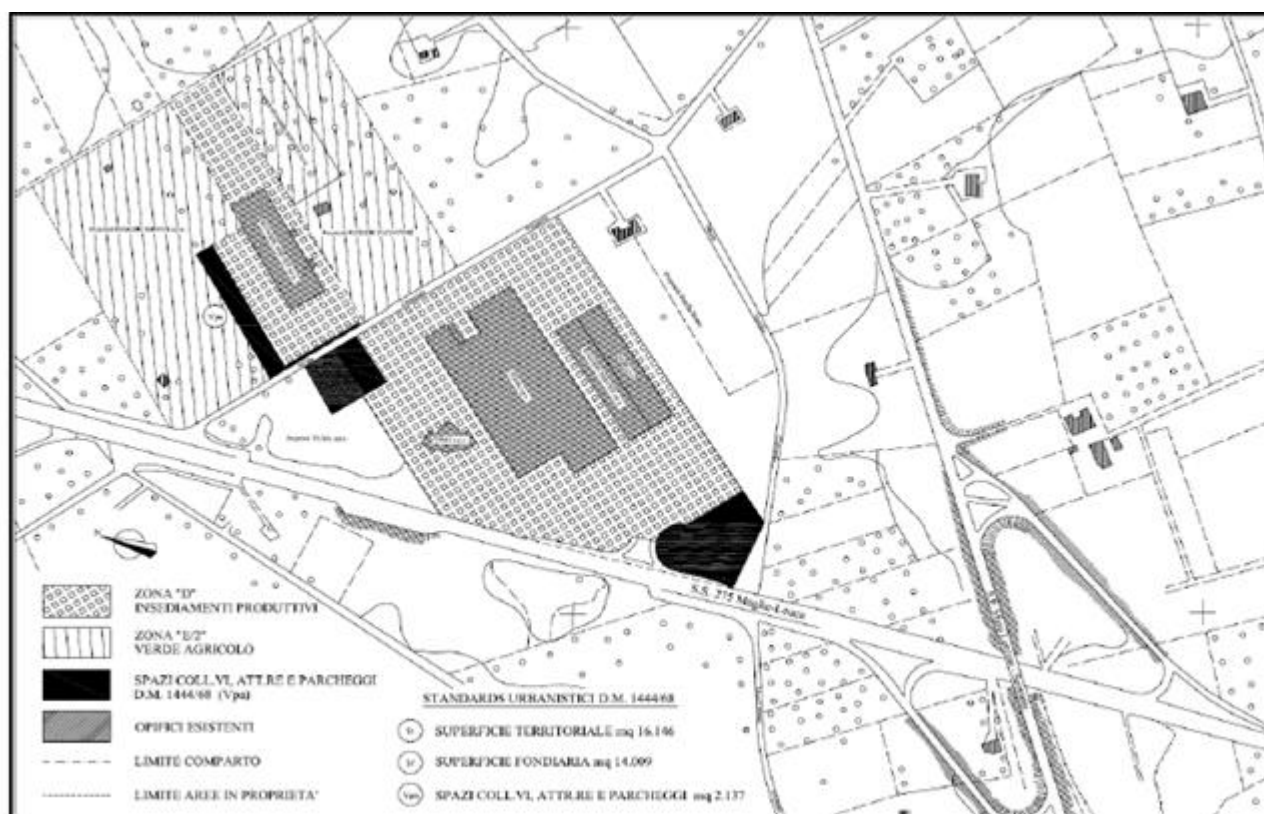 S.S. 275 Maglie-Leuca
ZONA "D"
INSEDIAMENTI PRODUTTIVI
ZONA "E/2"
VERDE AGRICOLO
SPAZI COLL.VI, ATT.RE E PARCHEGGI
D.M. 1444/68 (Vpa)
OPIFICI ESISTENTI
LIMITE COMPARTO
LIMITE AREE IN PROPRIETA'
STANDARDS URBANISTICI D.M. 1444/68
St SUPERFICIE TERRITORIALE mq 16.146
Sf SUPERFICIE FONDIARIA mq 14.009
Vpa SPAZI COLL.VI, ATTR.RE E PARCHEGGI mq 2.137